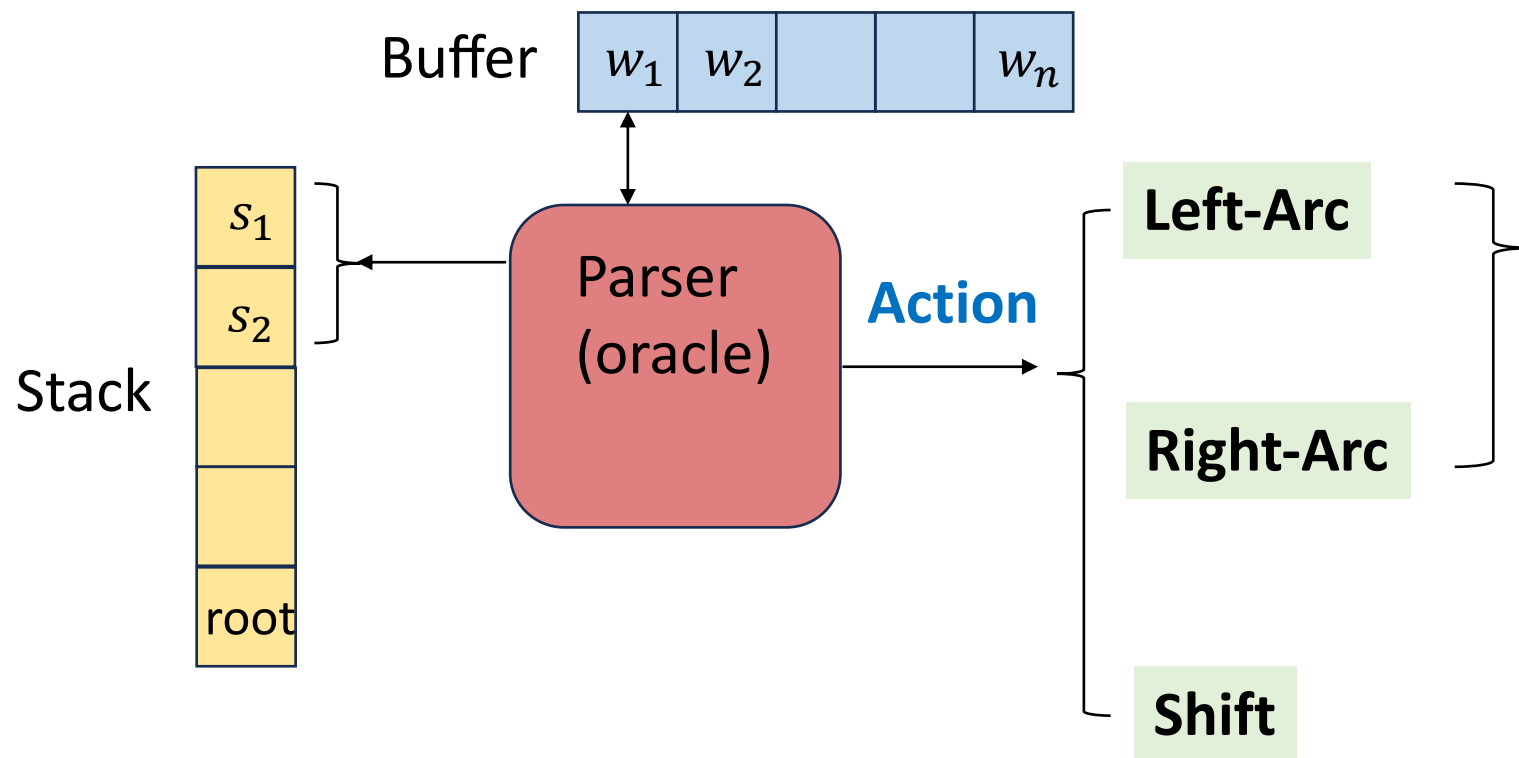 Buffer
w₁ w₂ wₙ
s₁
s₂
Stack
root
Parser
(oracle)
Action
Left-Arc
Right-Arc
Shift